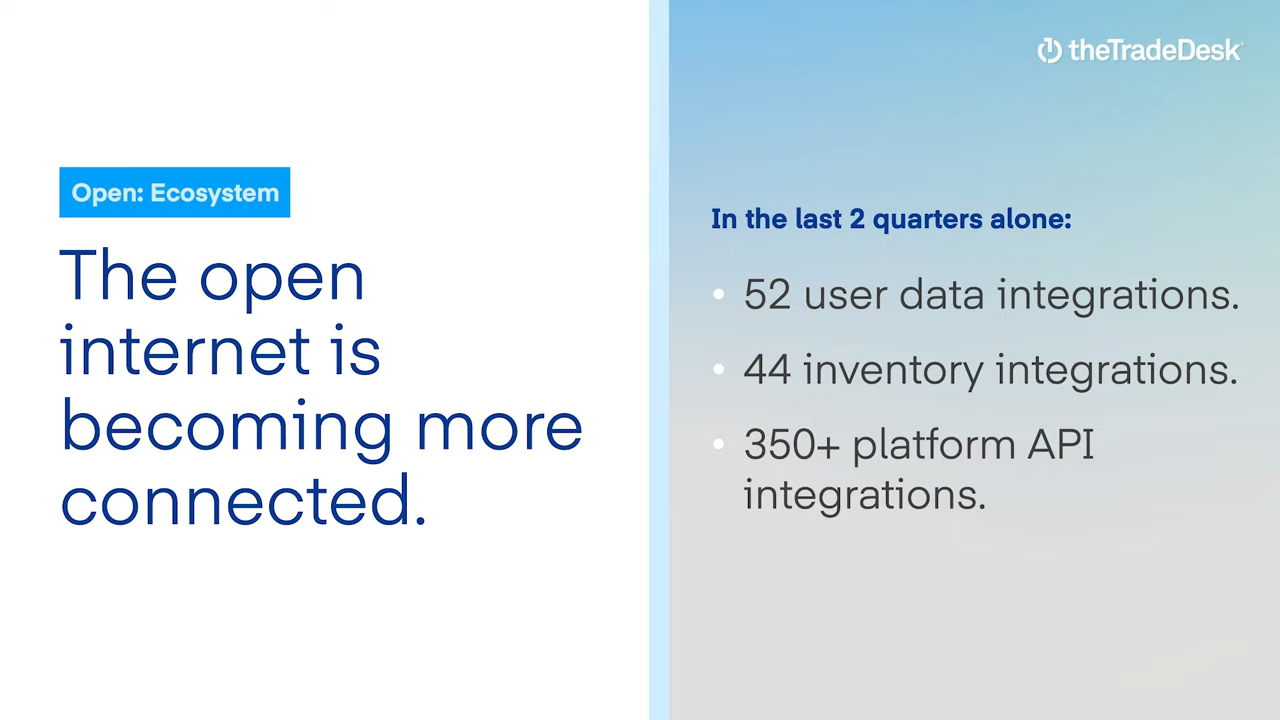 theTradeDesk
Open: Ecosystem
The open
internet is
becoming more
connected.
In the last 2 quarters alone:
• 52 user data integrations.
• 44 inventory integrations.
• 350+ platform API
integrations.